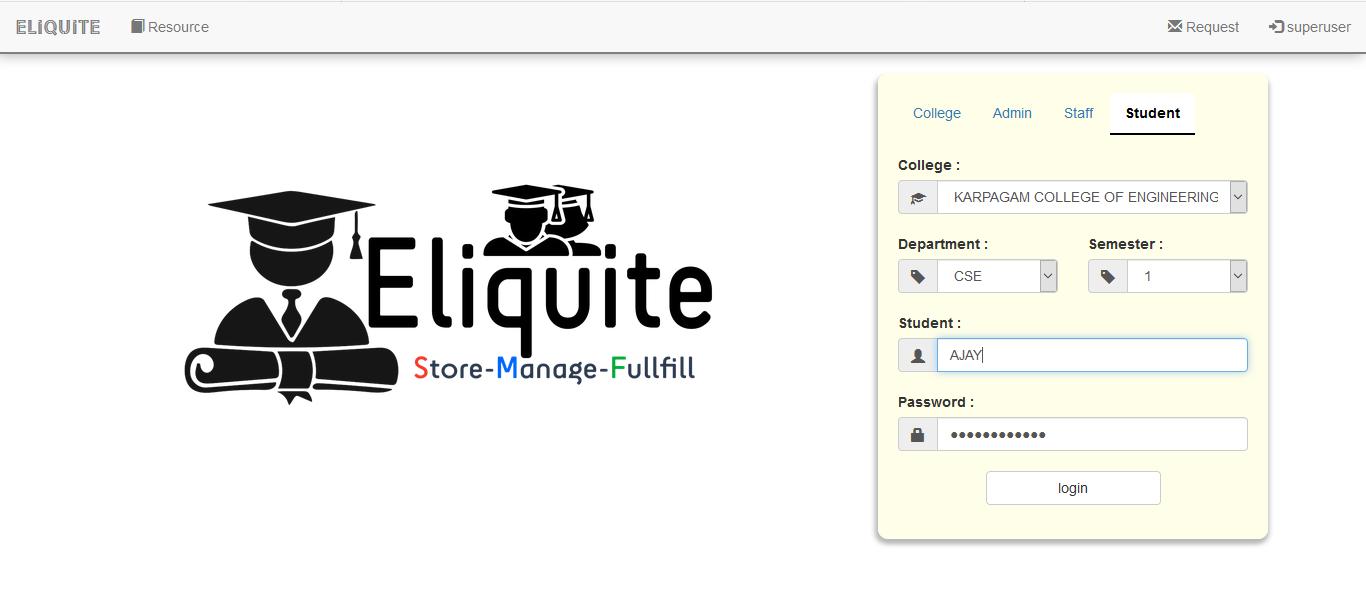 ELiQUiTE Resource Request superuser
College Admin Staff Student
College :
KARPAGAM COLLEGE OF ENGINEERING
Department : Semester :
CSE 1
Student :
AJAY
Password :
••••••••••••
login
Eliquite
Store-Manage-Fullfill